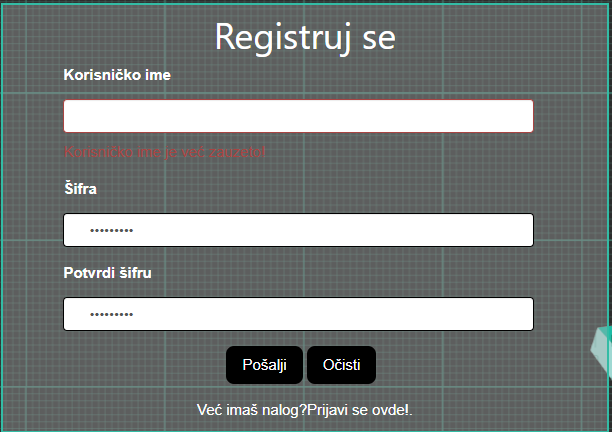 Registruj se
Korisničko ime
Korisničko ime je već zauzeto!
Šifra
•••••••••
Potvrdi šifru
•••••••••
Pošalji Očisti
Već imaš nalog?Prijavi se ovde!.